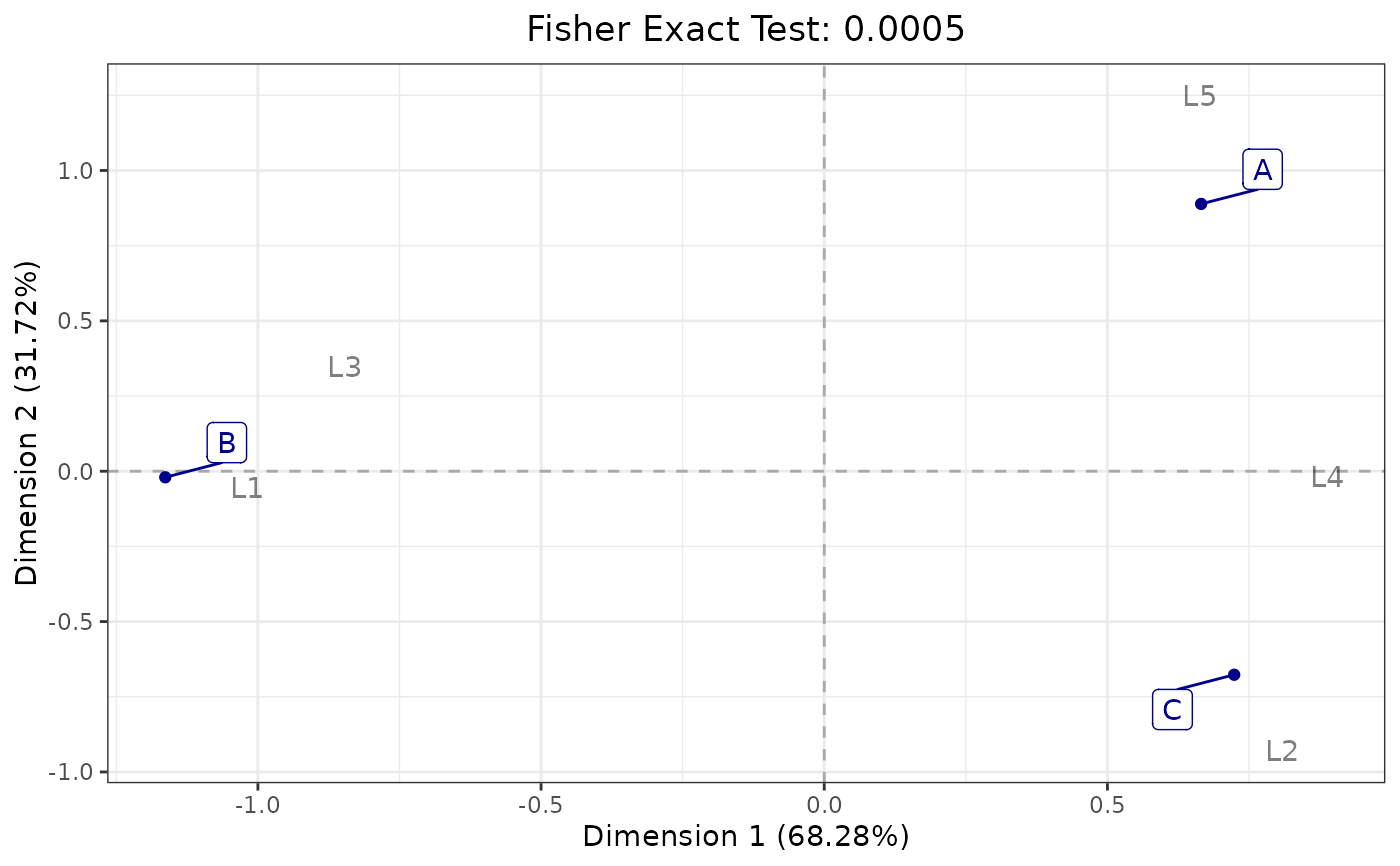 Fisher Exact Test: 0.0005
L5
1.0
A
0.5
L3
B
0.0
L4
L1
-0.5
C
L2
-1.0
-1.0
-0.5
0.0
0.5
Dimension 1 (68.28%)
Dimension 2 (31.72%)